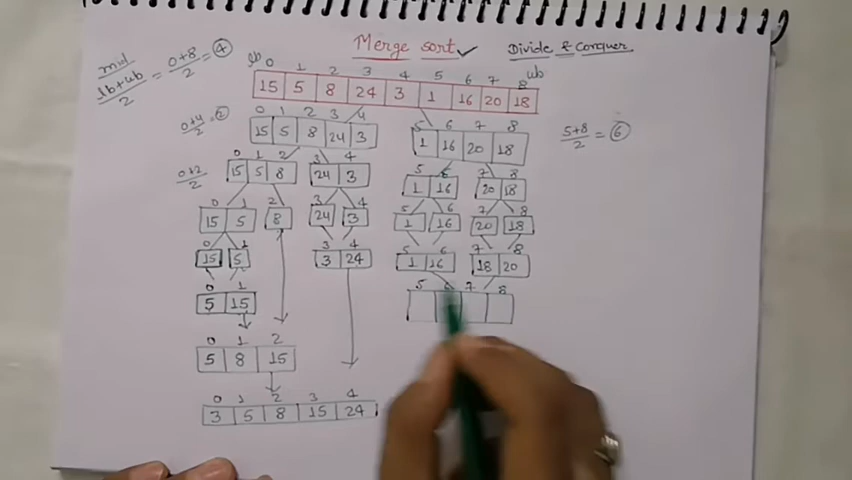 Merge sort ✓ Divide & Conquer
mid
lb+ub/2 = 0+8/2 = 4
lb 0 1 2 3 4 5 6 7 8 ub
15 5 8 24 3 1 16 20 18
0+4/2 = 2
0 1 2 3 4
15 5 8 24 3
5 6 7 8
1 16 20 18
5+8/2 = 6
0+2/2
0 1 2
15 5 8
3 4
24 3
5 6
1 16
7 8
20 18
0 1
15 5
2
8
3
24
4
3
5
1
6
16
7
20
8
18
0
15
1
5
3 4
3 24
5 6
1 16
7 8
18 20
0 1
5 15
5 6 7 8
0 1 2
5 8 15
0 1 2 3 4
3 5 8 15 24